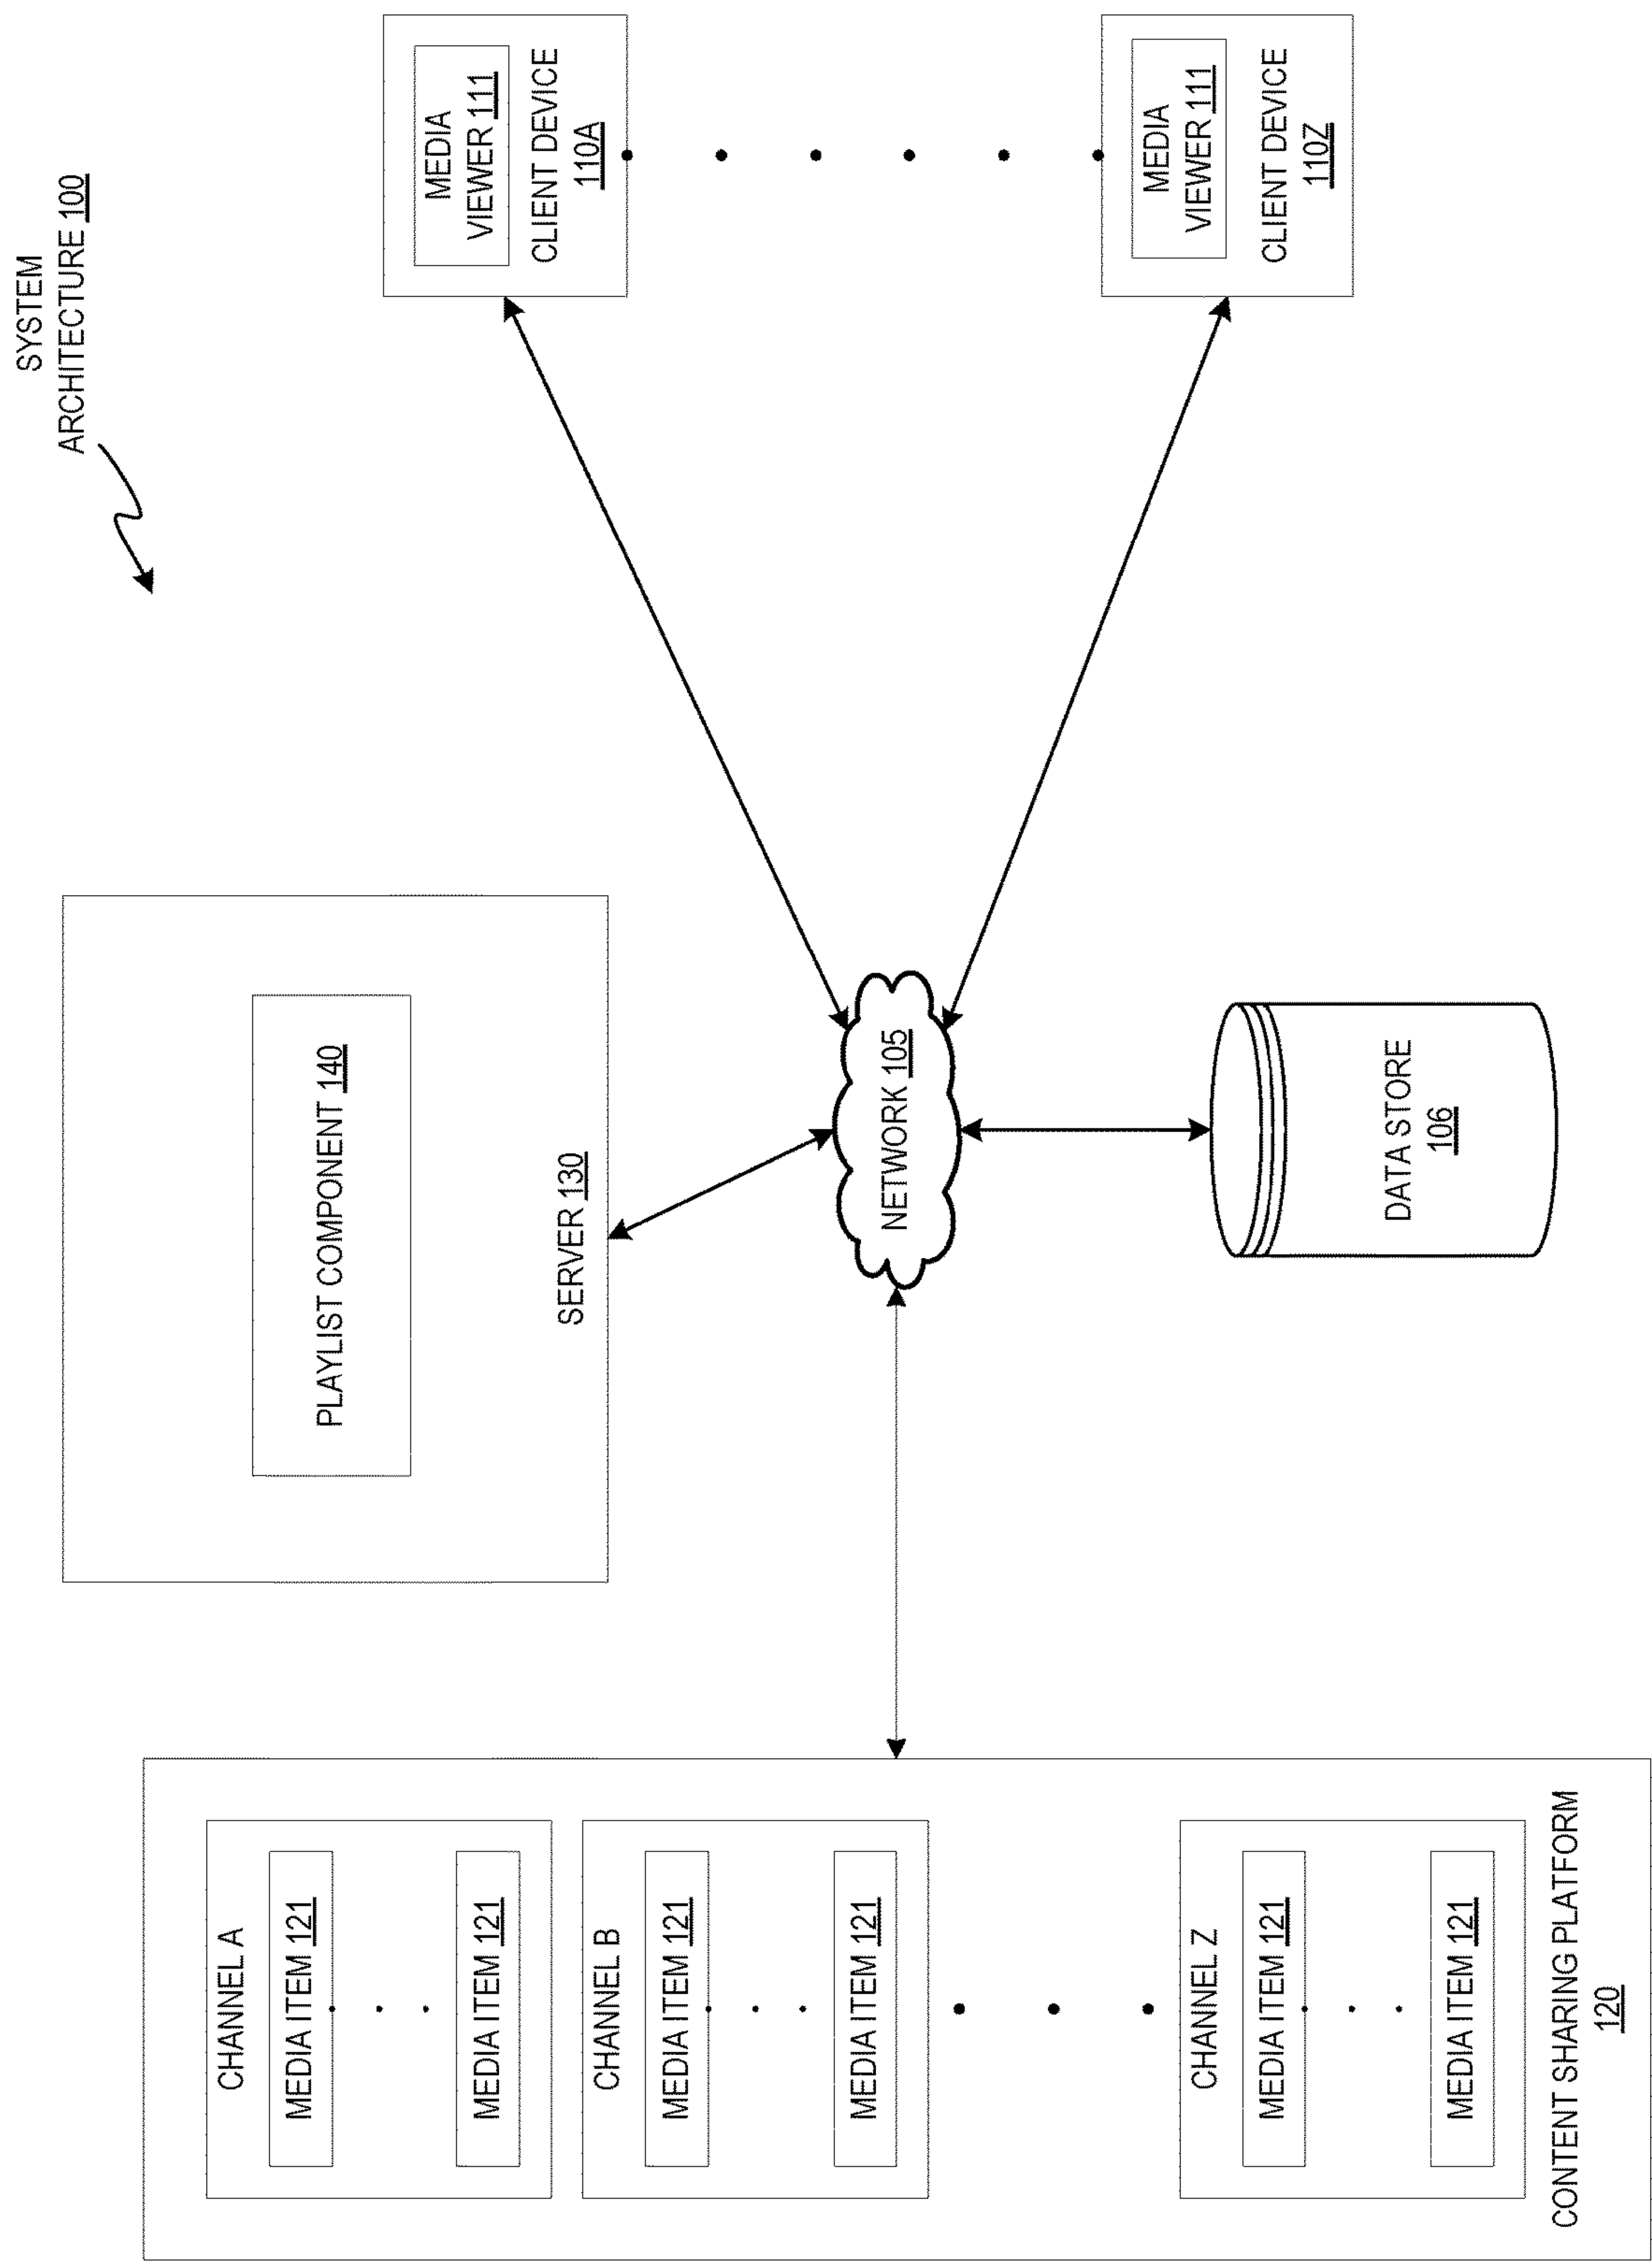 SYSTEM
ARCHITECTURE 100
CHANNEL A
MEDIA ITEM 121
MEDIA ITEM 121
CHANNEL B
MEDIA ITEM 121
MEDIA ITEM 121
CHANNEL Z
MEDIA ITEM 121
MEDIA ITEM 121
CONTENT SHARING PLATFORM
120
PLAYLIST COMPONENT 140
SERVER 130
NETWORK 105
DATA STORE
106
MEDIA
VIEWER 111
CLIENT DEVICE
110A
MEDIA
VIEWER 111
CLIENT DEVICE
110Z